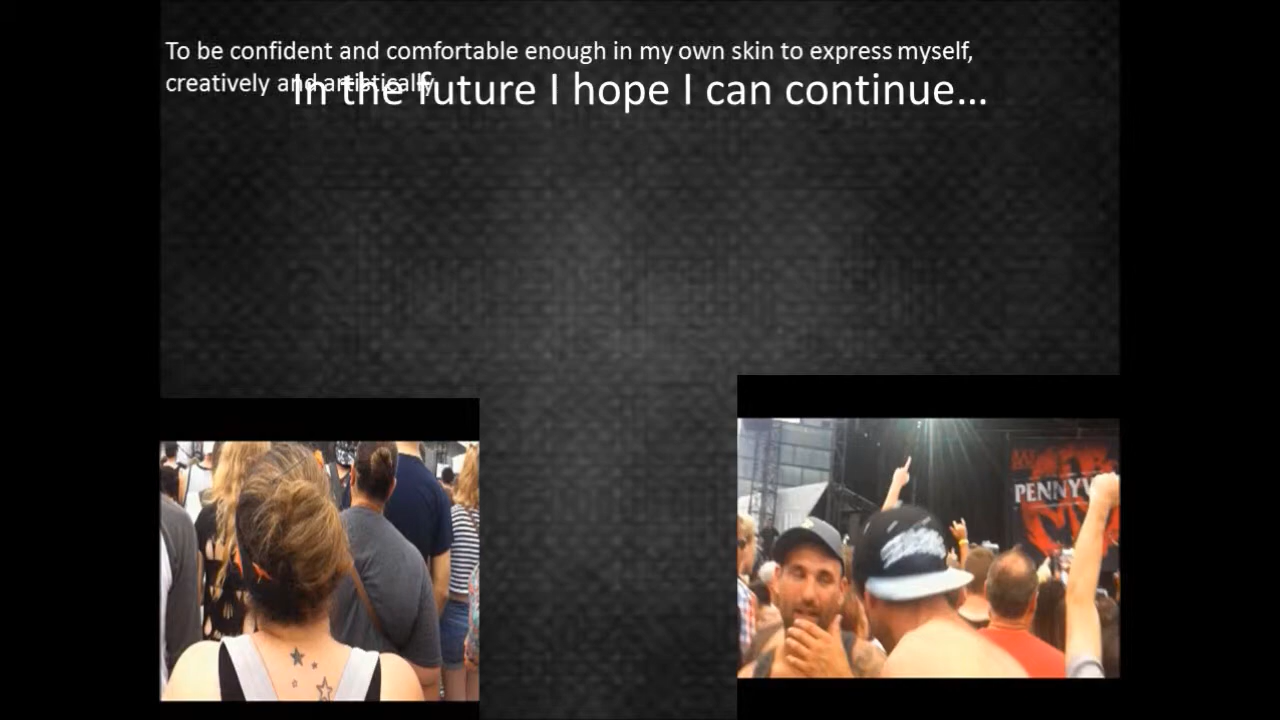 To be confident and comfortable enough in my own skin to express myself,
creatively and artistically
In the future I hope I can continue...
PENNYW